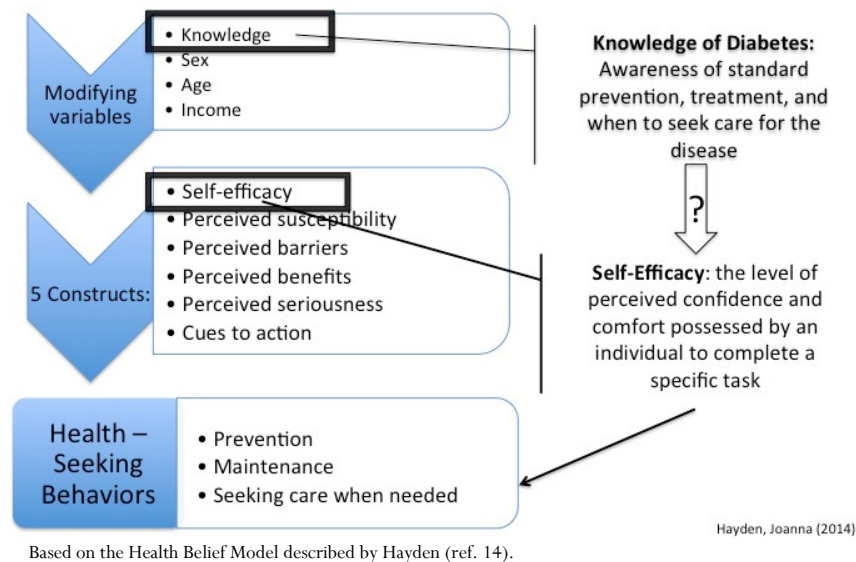 Modifying
variables
• Knowledge
• Sex
• Age
• Income
Knowledge of Diabetes:
Awareness of standard
prevention, treatment, and
when to seek care for the
disease
?
5 Constructs:
• Self-efficacy
• Perceived susceptibility
• Perceived barriers
• Perceived benefits
• Perceived seriousness
• Cues to action
Self-Efficacy: the level of
perceived confidence and
comfort possessed by an
individual to complete a
specific task
Health –
Seeking
Behaviors
• Prevention
• Maintenance
• Seeking care when needed
Hayden, Joanna (2014)
Based on the Health Belief Model described by Hayden (ref. 14).